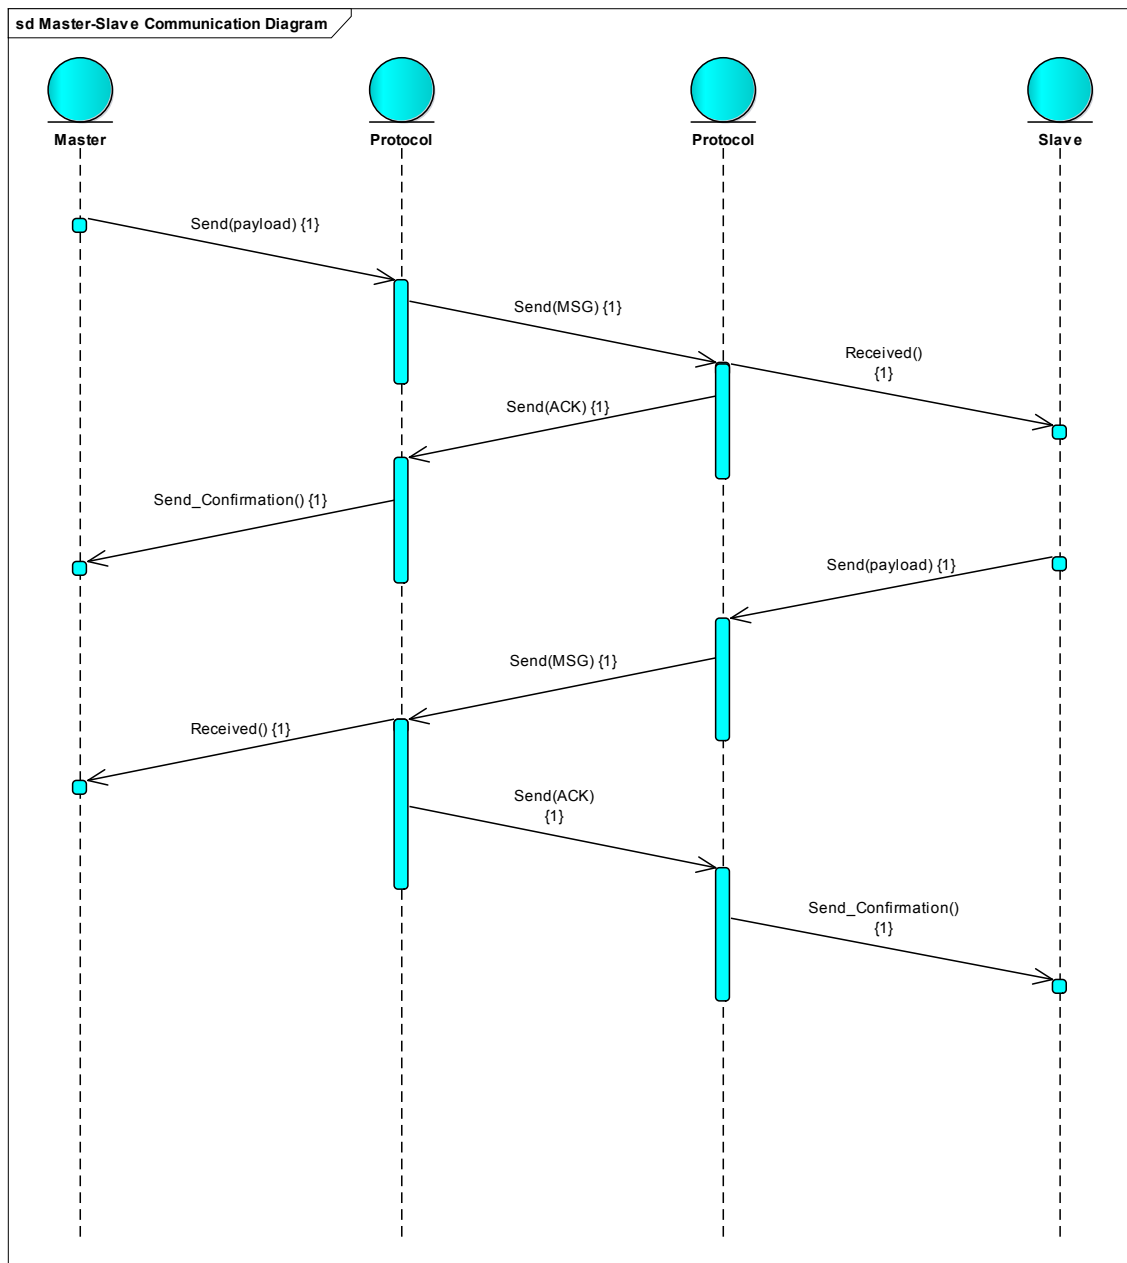 sd Master-Slave Communication Diagram
Master
Protocol
Protocol
Slave
Send(payload) {1}
Send(MSG) {1}
Received()
{1}
Send(ACK) {1}
Send_Confirmation() {1}
Send(payload) {1}
Send(MSG) {1}
Received() {1}
Send(ACK)
{1}
Send_Confirmation()
{1}